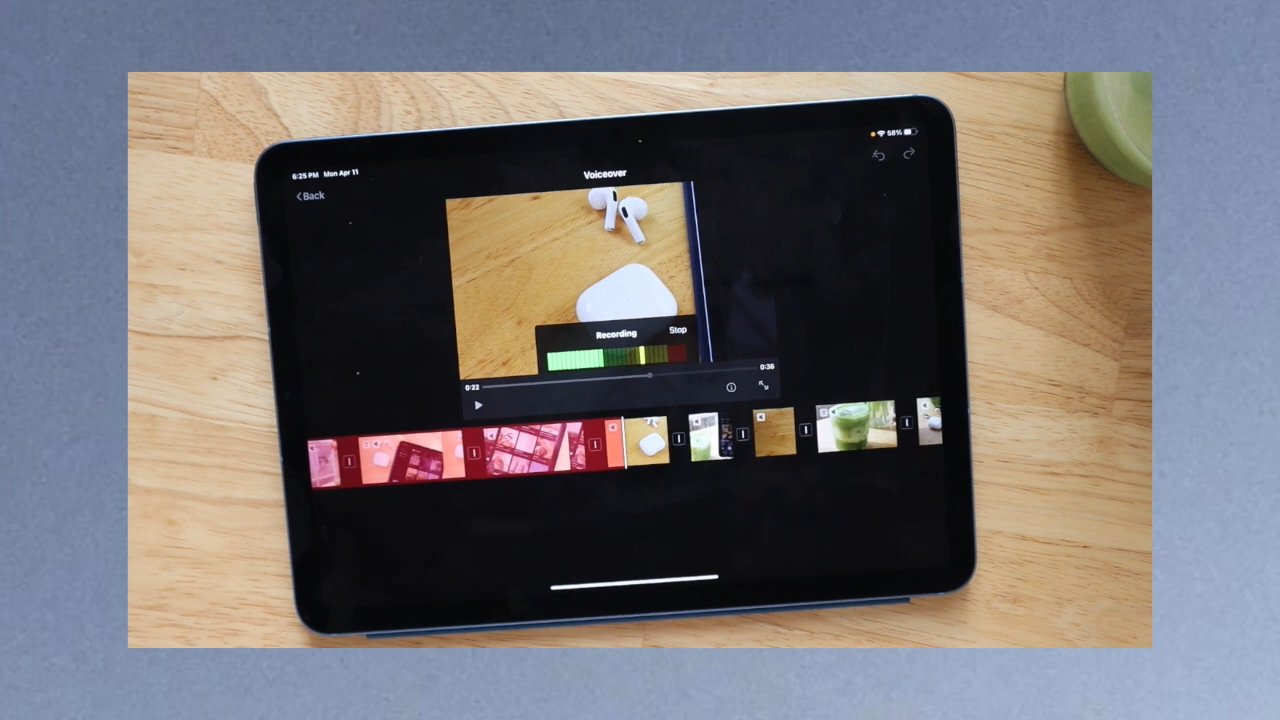 6:25 PM Mon Apr 11
58%
Back
Voiceover
Recording
Stop
0:22
0:36